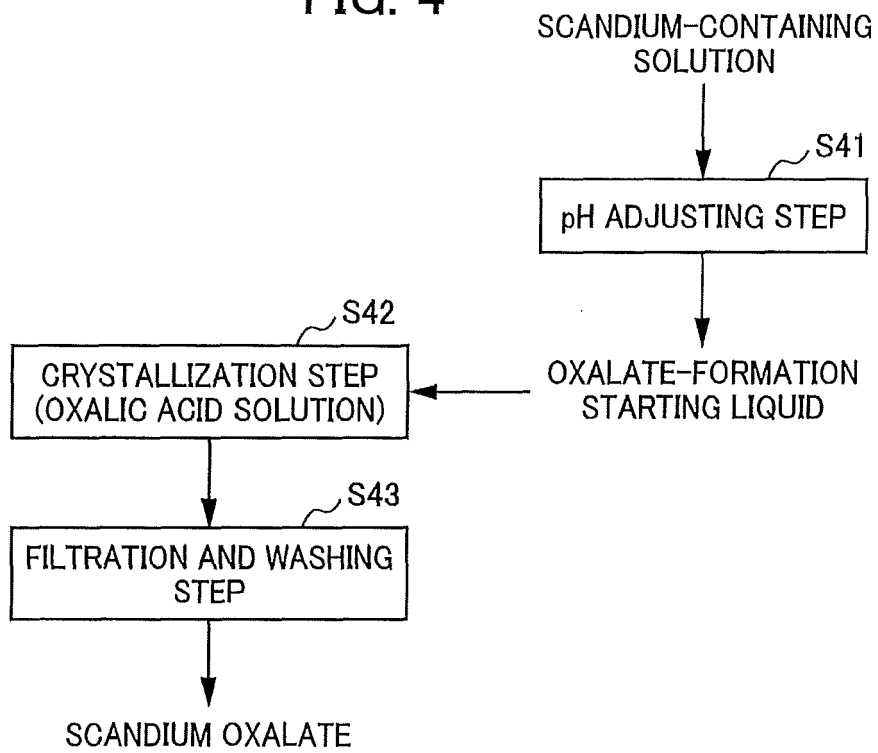 FIG. 4
SCANDIUM-CONTAINING
SOLUTION
S41
pH ADJUSTING STEP
OXALATE-FORMATION
STARTING LIQUID
S42
CRYSTALLIZATION STEP
(OXALIC ACID SOLUTION)
S43
FILTRATION AND WASHING
STEP
SCANDIUM OXALATE